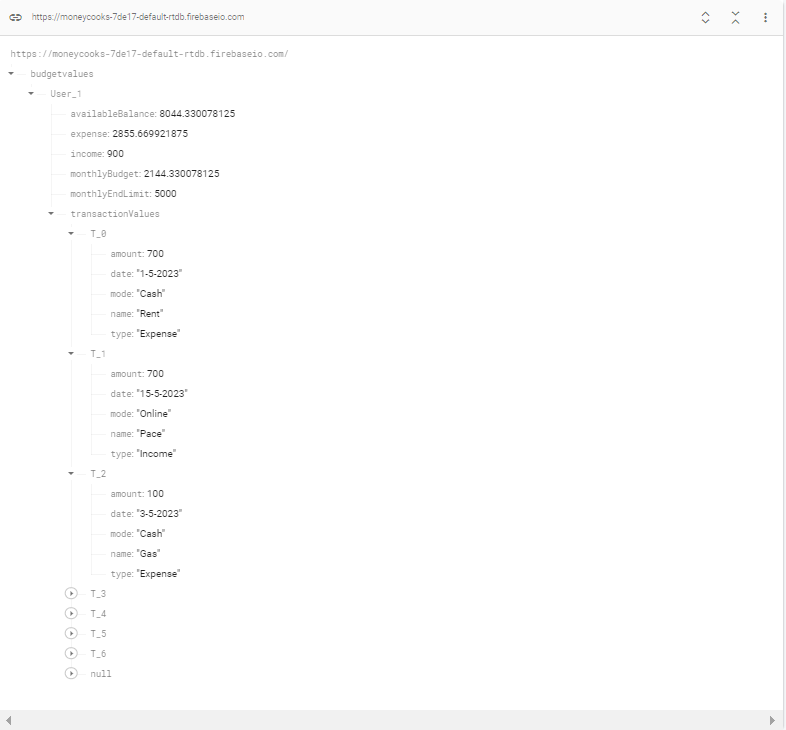 https://moneycooks-7de17-default-rtdb.firebaseio.com
https://moneycooks-7de17-default-rtdb.firebaseio.com/
budgetvalues
User_1
availableBalance: 8044.330078125
expense: 2855.669921875
income: 900
monthlyBudget: 2144.330078125
monthlyEndLimit: 5000
transactionValues
T_0
amount: 700
date: "1-5-2023"
mode: "Cash"
name: "Rent"
type: "Expense"
T_1
amount: 700
date: "15-5-2023"
mode: "Online"
name: "Pace"
type: "Income"
T_2
amount: 100
date: "3-5-2023"
mode: "Cash"
name: "Gas"
type: "Expense"
T_3
T_4
T_5
T_6
null